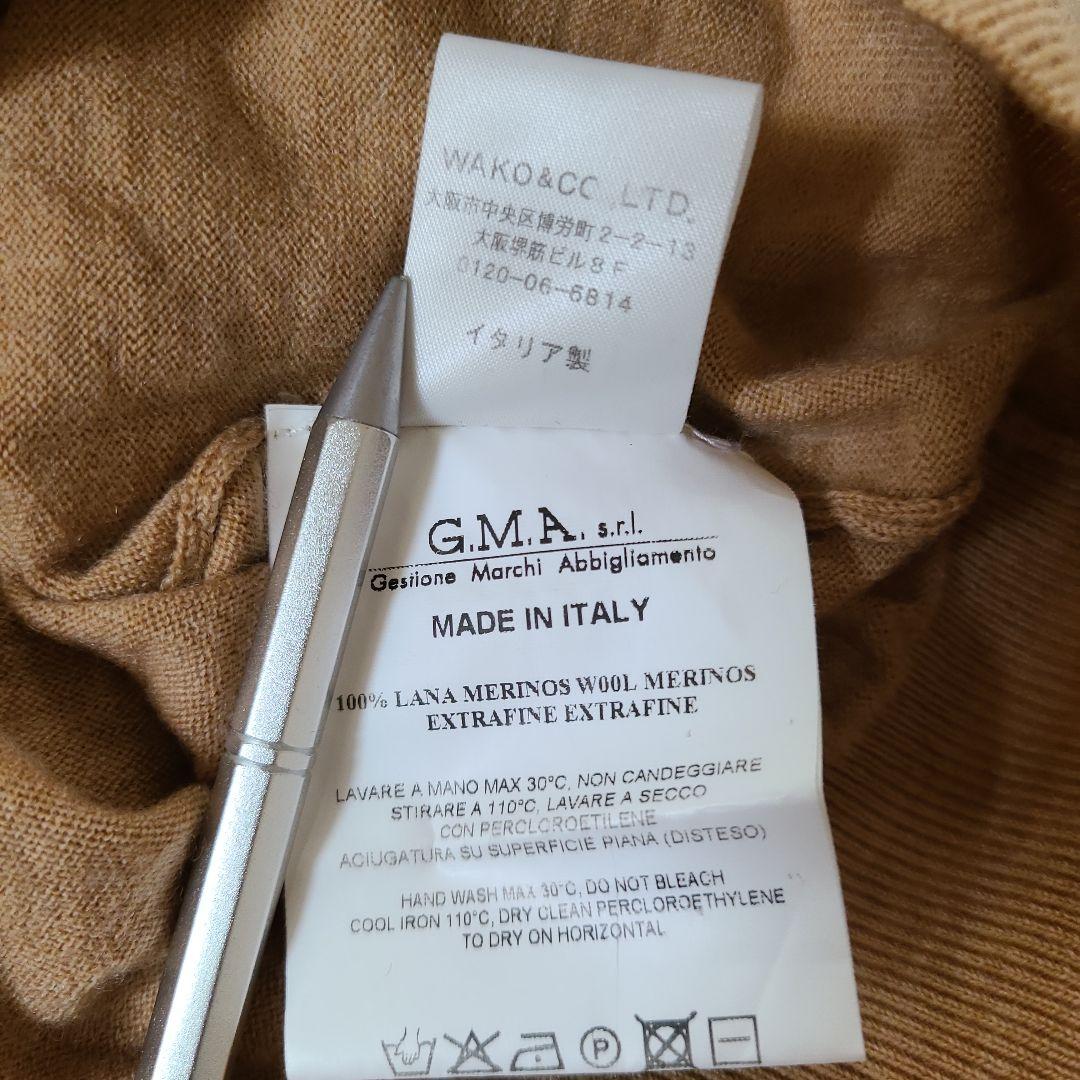 WAKO&CO.,LTD.
大阪市中央区博労町2-2-13
大阪堺筋ビル8F
0120-06-6814
イタリア製
G.M.A. s.r.l.
Gestione Marchi Abbigliamento
MADE IN ITALY
100% LANA MERINOS W00L MERINOS
EXTRAFINE EXTRAFINE
LAVARE A MANO MAX 30°C, NON CANDEGGIARE
STIRARE A 110°C, LAVARE A SECCO
CON PERCLOROETILENE
ACIUGATURA SU SUPERFICIE PIANA (DISTESO)
HAND WASH MAX 30°C, DO NOT BLEACH
COOL IRON 110°C, DRY CLEAN PERCLOROETHYLENE
TO DRY ON HORIZONTAL
P